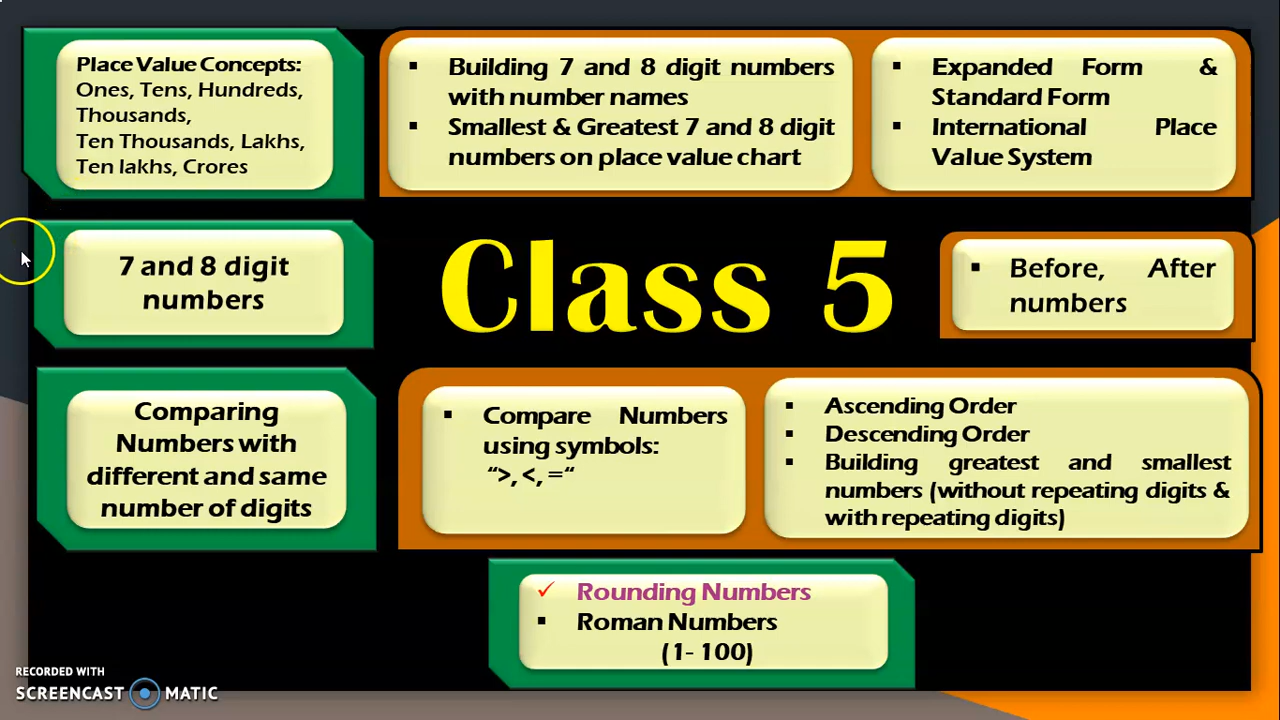 Place Value Concepts:
Ones, Tens, Hundreds,
Thousands,
Ten Thousands, Lakhs,
Ten lakhs, Crores
▪ Building 7 and 8 digit numbers
with number names
▪ Smallest & Greatest 7 and 8 digit
numbers on place value chart
▪ Expanded Form &
Standard Form
▪ International Place
Value System
7 and 8 digit
numbers
Class 5
▪ Before, After
numbers
Comparing
Numbers with
different and same
number of digits
▪ Compare Numbers
using symbols:
“>, <, =“
▪ Ascending Order
▪ Descending Order
▪ Building greatest and smallest
numbers (without repeating digits &
with repeating digits)
✓ Rounding Numbers
▪ Roman Numbers
(1- 100)
RECORDED WITH
SCREENCAST MATIC